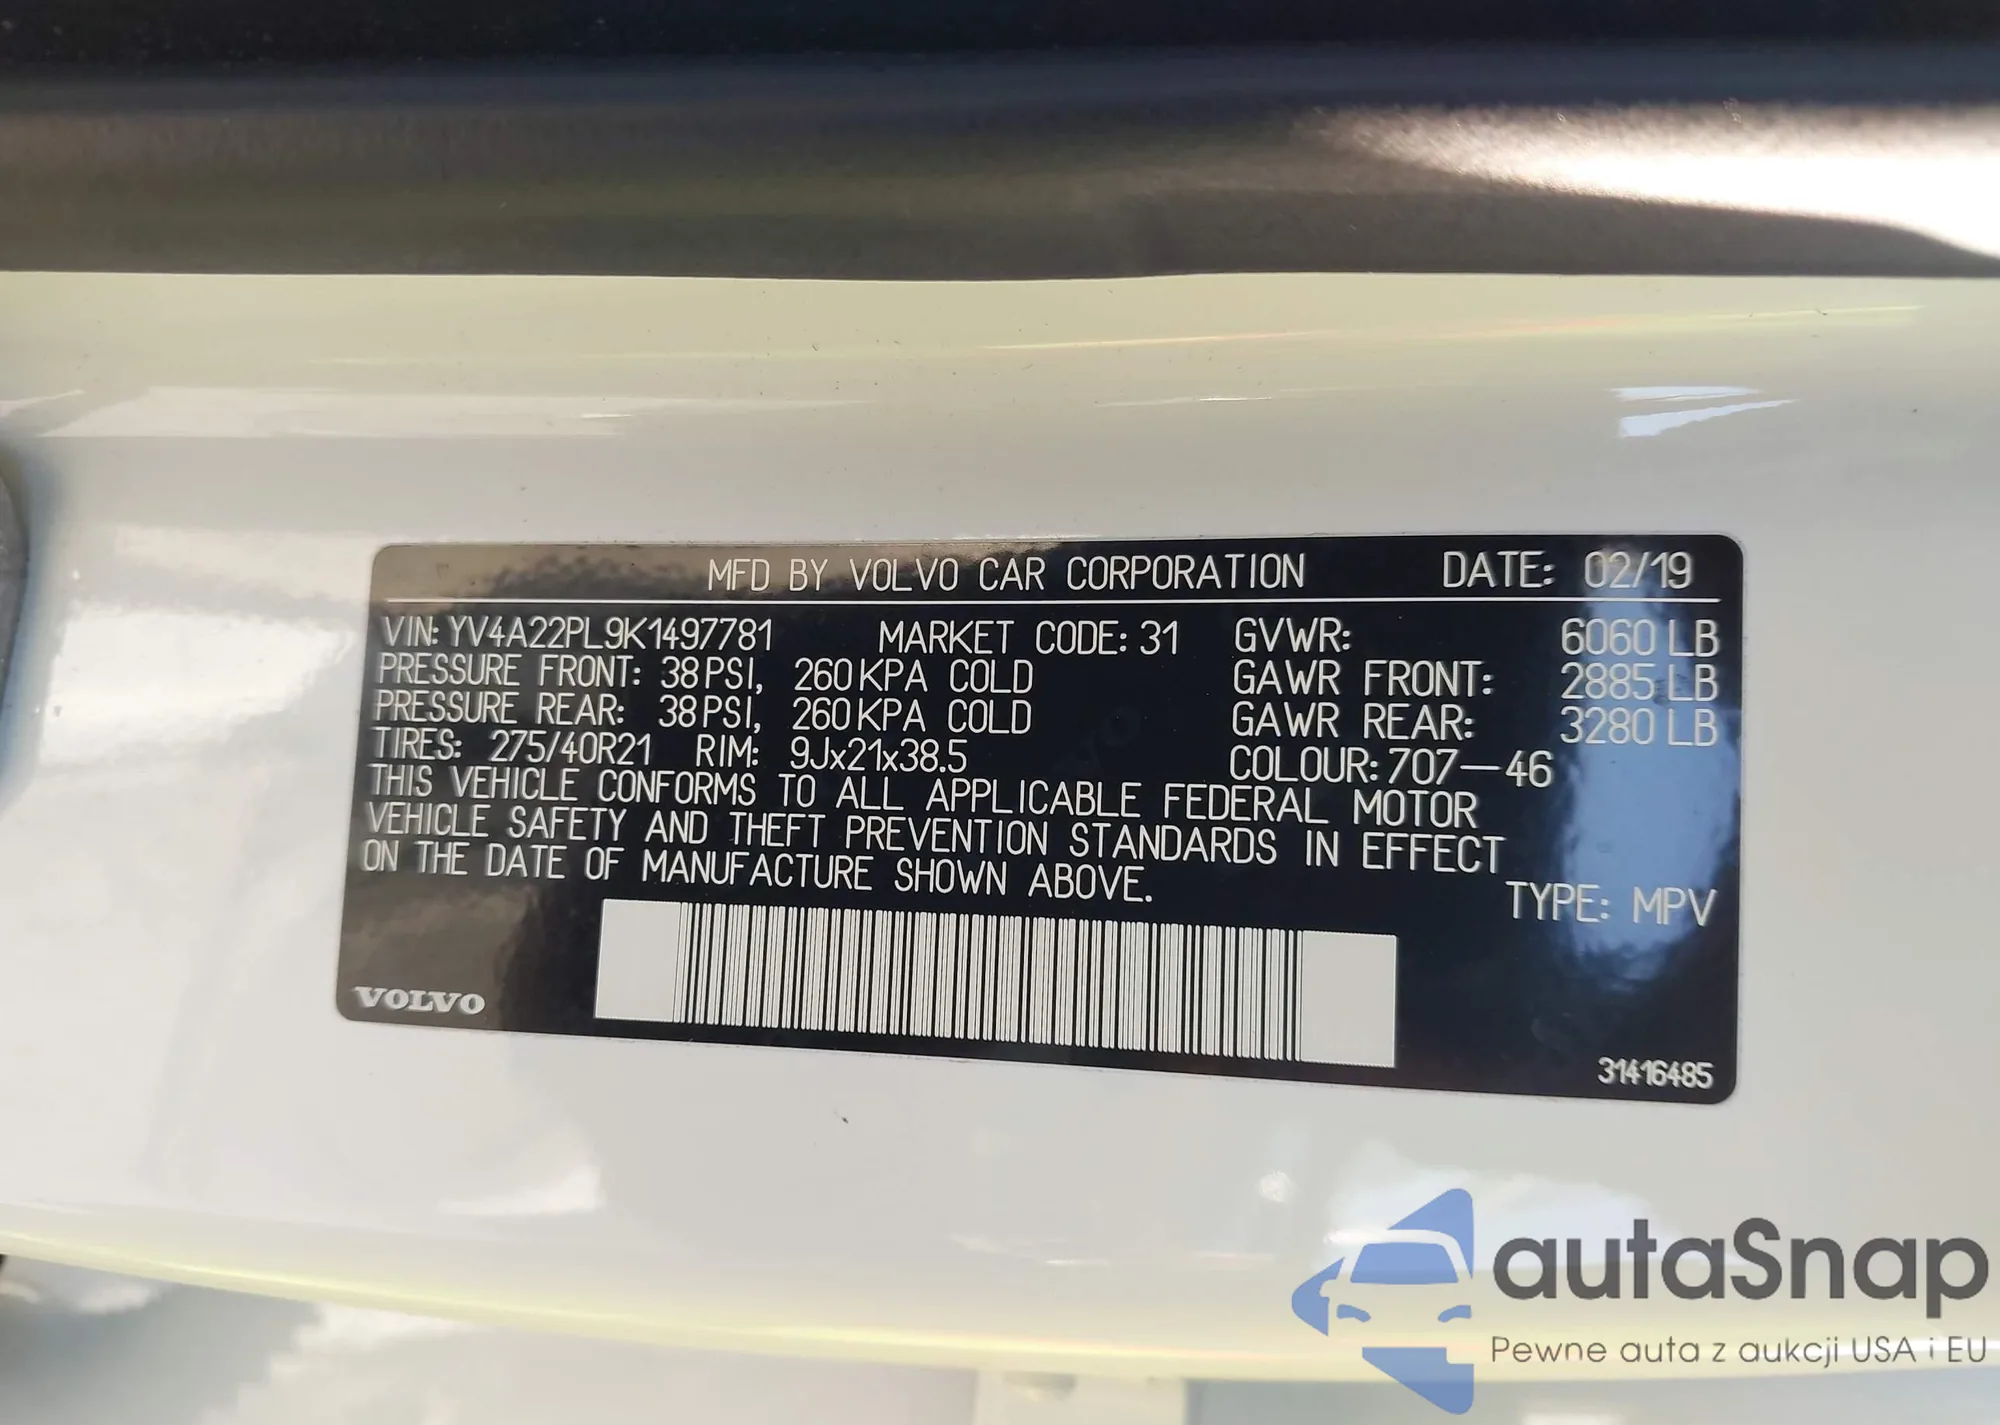 MFD BY VOLVO CAR CORPORATION DATE: 02/19
VIN: YV4A22PL9K1497781 MARKET CODE: 31 GVWR: 6060 LB
PRESSURE FRONT: 38 PSI, 260 KPA COLD GAWR FRONT: 2885 LB
PRESSURE REAR: 38 PSI, 260 KPA COLD GAWR REAR: 3280 LB
TIRES: 275/40R21 RIM: 9Jx21x38.5 COLOUR: 707-46
THIS VEHICLE CONFORMS TO ALL APPLICABLE FEDERAL MOTOR
VEHICLE SAFETY AND THEFT PREVENTION STANDARDS IN EFFECT
ON THE DATE OF MANUFACTURE SHOWN ABOVE.
TYPE: MPV
VOLVO
31416485
autaSnap
Pewne auta z aukcji USA i EU